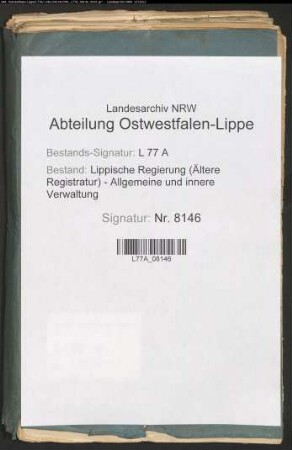 Landesarchiv NRW
Abteilung Ostwestfalen-Lippe
Bestands-Signatur: L 77 A
Bestand: Lippische Regierung (Ältere
Registratur) - Allgemeine und innere
Verwaltung
Signatur: Nr. 8146
L77A_08146